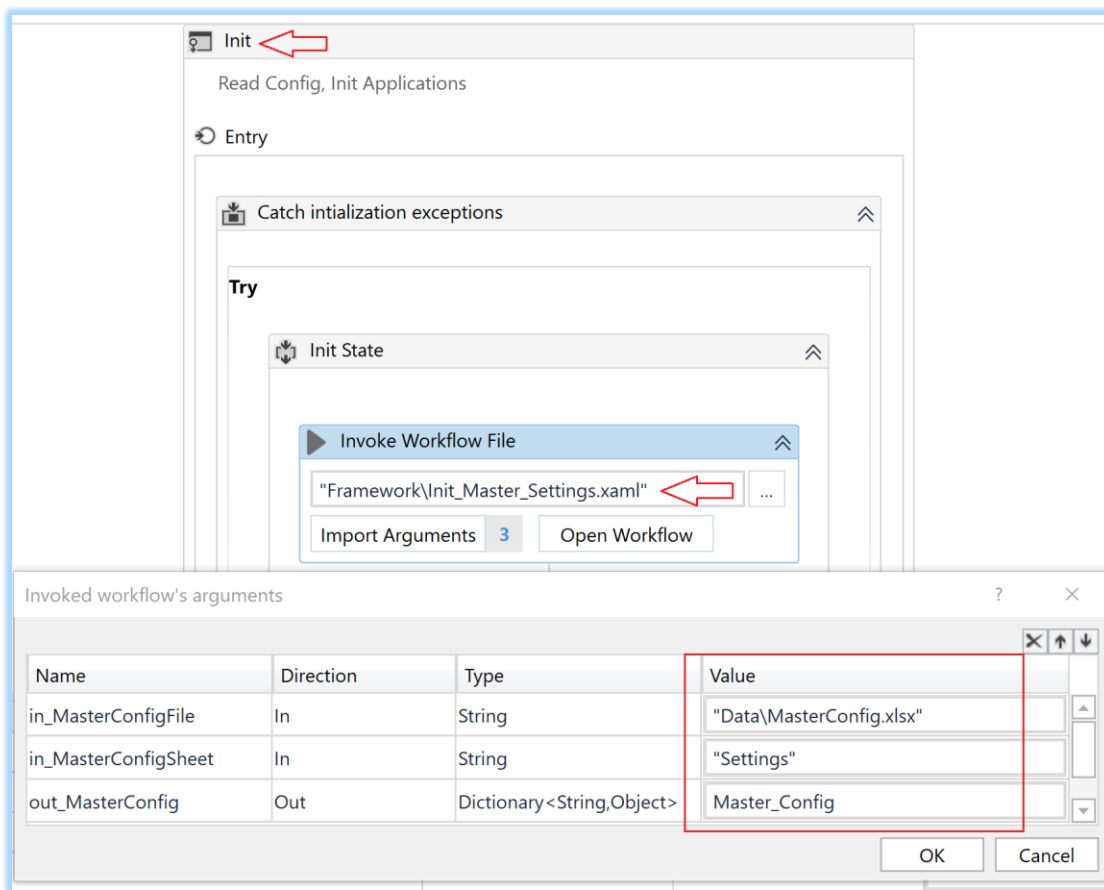 Init
Read Config, Init Applications
Entry
Catch intialization exceptions
Try
Init State
Invoke Workflow File
"Framework\Init_Master_Settings.xaml"
...
Import Arguments 3 Open Workflow
Invoked workflow's arguments ?
Name Direction Type Value
in_MasterConfigFile In String "Data\MasterConfig.xlsx"
in_MasterConfigSheet In String "Settings"
out_MasterConfig Out Dictionary<String,Object> Master_Config
OK Cancel